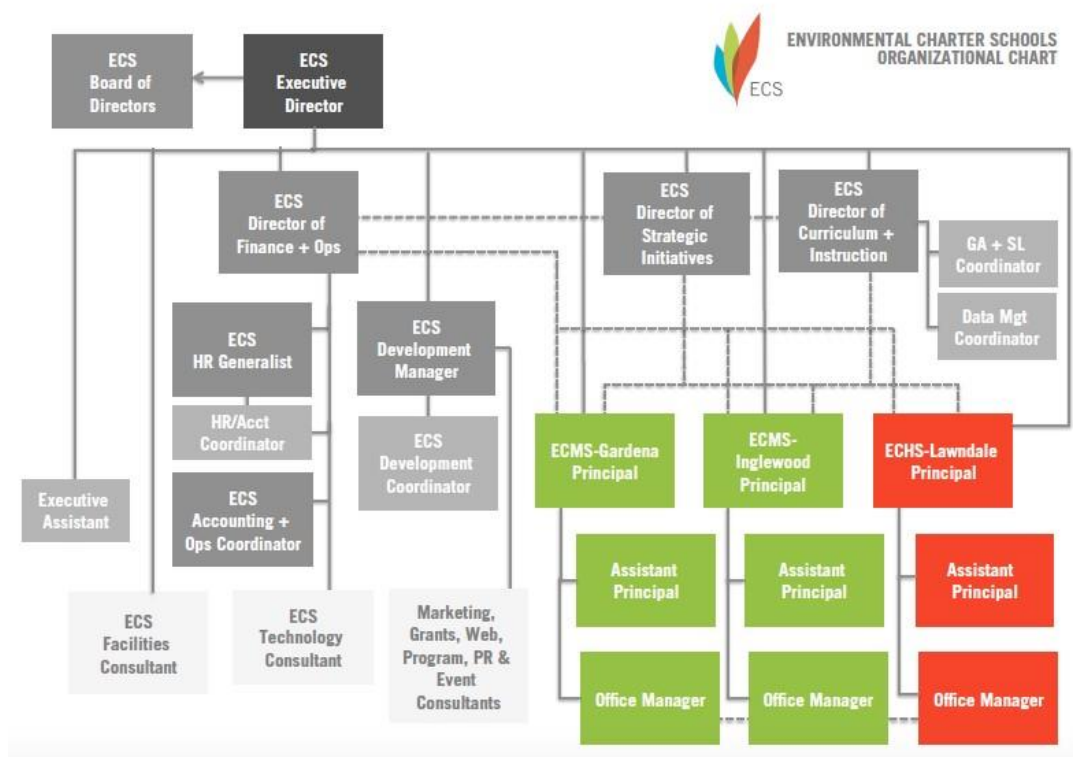 ENVIRONMENTAL CHARTER SCHOOLS
ORGANIZATIONAL CHART
ECS
ECS
Board of
Directors
ECS
Executive
Director
ECS
Director of
Finance + Ops
ECS
Director of
Strategic
Initiatives
ECS
Director of
Curriculum +
Instruction
GA + SL
Coordinator
Data Mgt
Coordinator
ECS
HR Generalist
ECS
Development
Manager
HR/Acct
Coordinator
ECS
Development
Coordinator
ECMS-Gardena
Principal
ECMS-
Inglewood
Principal
ECHS-Lawndale
Principal
Executive
Assistant
ECS
Accounting +
Ops Coordinator
Assistant
Principal
Assistant
Principal
Assistant
Principal
ECS
Facilities
Consultant
ECS
Technology
Consultant
Marketing,
Grants, Web,
Program, PR &
Event
Consultants
Office Manager
Office Manager
Office Manager